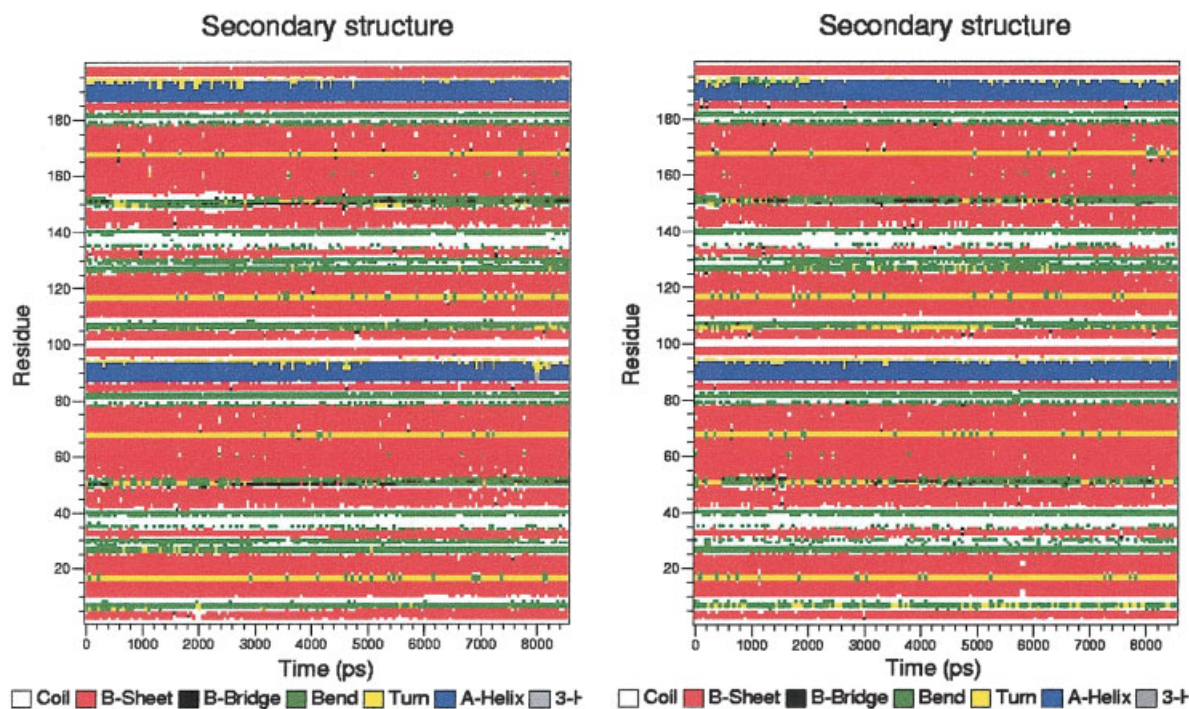 Secondary structure
Residue
180
160
140
120
100
80
60
40
20
0 1000 2000 3000 4000 5000 6000 7000 8000
Time (ps)
Coil B-Sheet B-Bridge Bend Turn A-Helix 3-H
Secondary structure
Residue
180
160
140
120
100
80
60
40
20
0 1000 2000 3000 4000 5000 6000 7000 8000
Time (ps)
Coil B-Sheet B-Bridge Bend Turn A-Helix 3-H